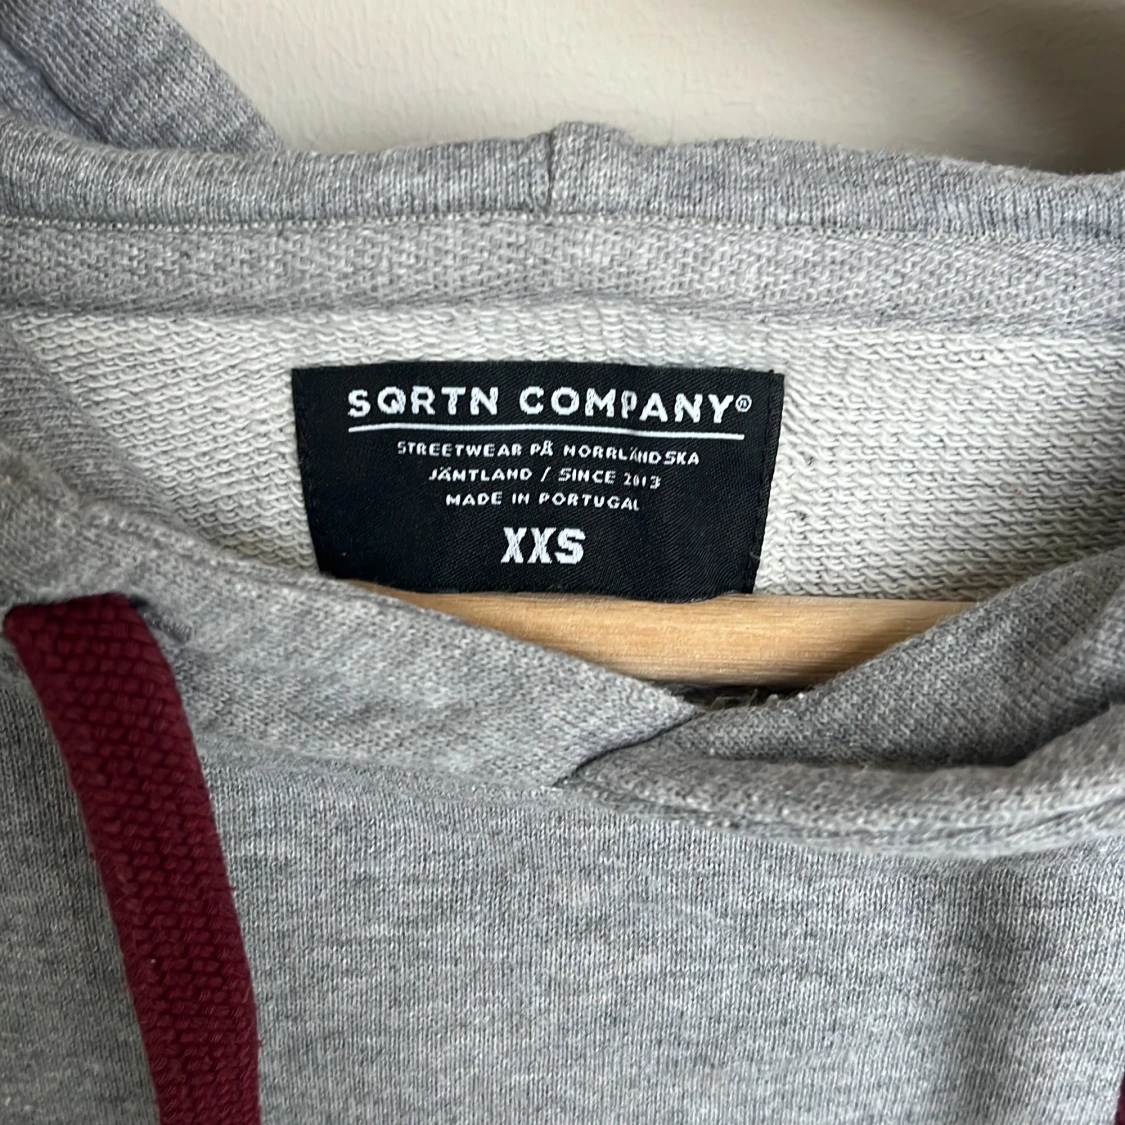 SQRTN COMPANY®
STREETWEAR PÅ NORRLÄNDSKA
JÄMTLAND / SINCE 2013
MADE IN PORTUGAL
XXS